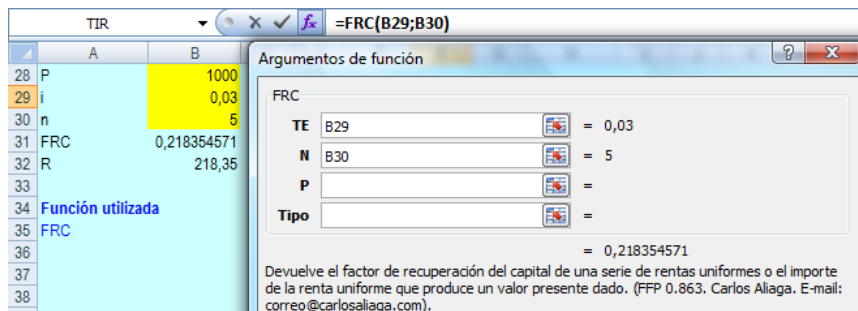 TIR fx =FRC(B29;B30)
A B
28 P 1000
29 i 0,03
30 n 5
31 FRC 0,218354571
32 R 218,35
33
34 Función utilizada
35 FRC
36
37
38
Argumentos de función
FRC
TE B29 = 0,03
N B30 = 5
P =
Tipo =
= 0,218354571
Devuelve el factor de recuperación del capital de una serie de rentas uniformes o el importe
de la renta uniforme que produce un valor presente dado. (FFP 0.863. Carlos Aliaga. E-mail:
correo@carlosaliaga.com).